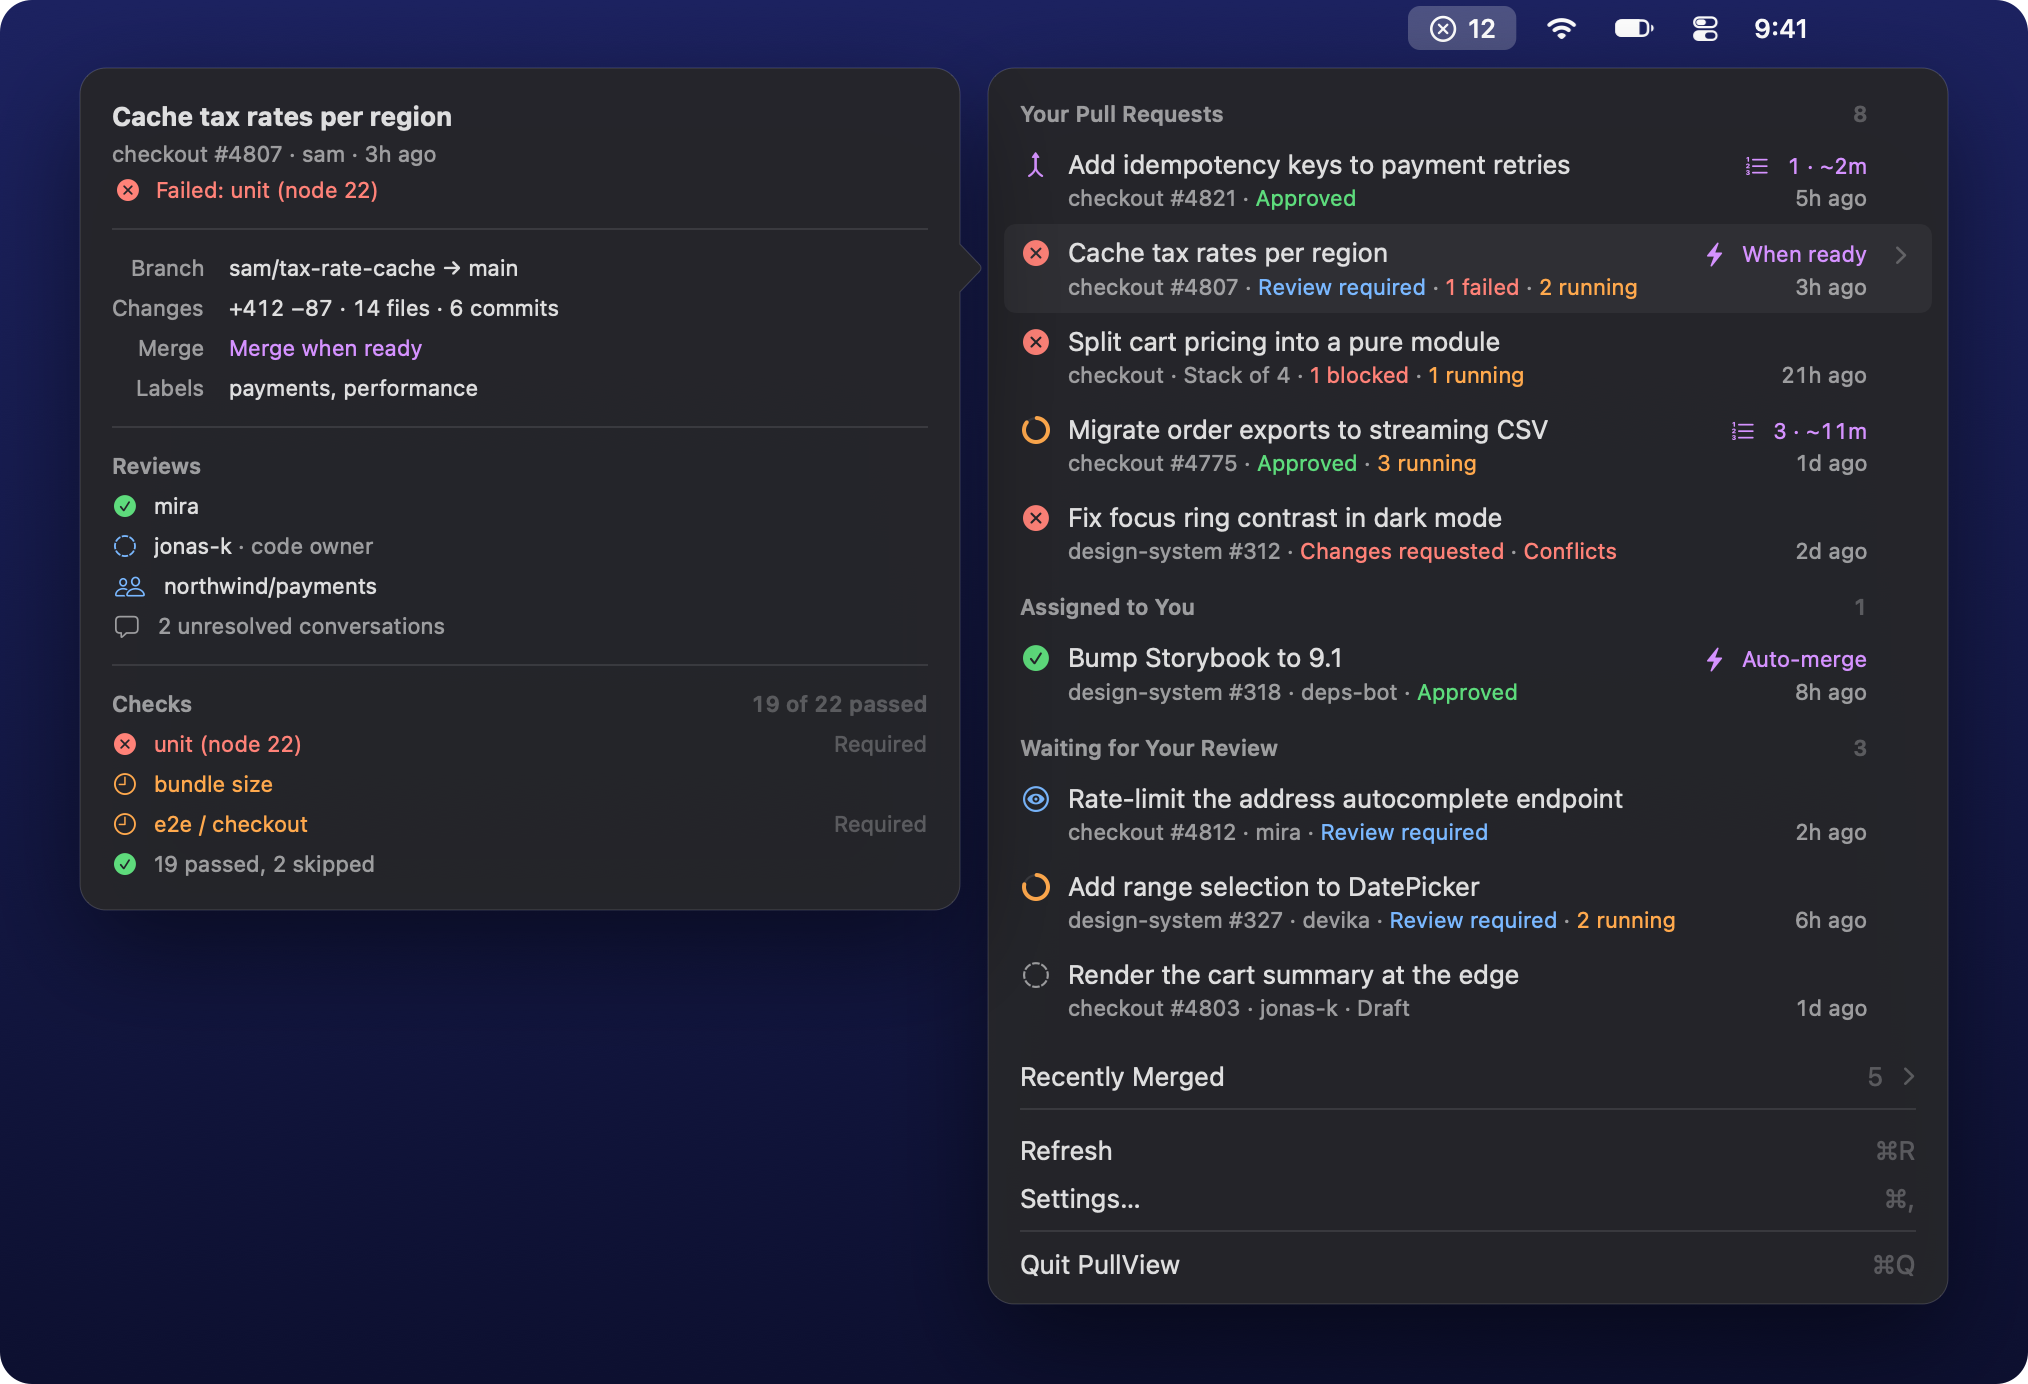 12 9:41
Cache tax rates per region
checkout #4807 · sam · 3h ago
Failed: unit (node 22)
Branch sam/tax-rate-cache → main
Changes +412 −87 · 14 files · 6 commits
Merge Merge when ready
Labels payments, performance
Reviews
mira
jonas-k · code owner
northwind/payments
2 unresolved conversations
Checks 19 of 22 passed
unit (node 22) Required
bundle size
e2e / checkout Required
19 passed, 2 skipped
Your Pull Requests 8
Add idempotency keys to payment retries 1 · ~2m
checkout #4821 · Approved 5h ago
Cache tax rates per region When ready
checkout #4807 · Review required · 1 failed · 2 running 3h ago
Split cart pricing into a pure module
checkout · Stack of 4 · 1 blocked · 1 running 21h ago
Migrate order exports to streaming CSV 3 · ~11m
checkout #4775 · Approved · 3 running 1d ago
Fix focus ring contrast in dark mode
design-system #312 · Changes requested · Conflicts 2d ago
Assigned to You 1
Bump Storybook to 9.1 Auto-merge
design-system #318 · deps-bot · Approved 8h ago
Waiting for Your Review 3
Rate-limit the address autocomplete endpoint
checkout #4812 · mira · Review required 2h ago
Add range selection to DatePicker
design-system #327 · devika · Review required · 2 running 6h ago
Render the cart summary at the edge
checkout #4803 · jonas-k · Draft 1d ago
Recently Merged 5
Refresh ⌘R
Settings... ⌘,
Quit PullView ⌘Q